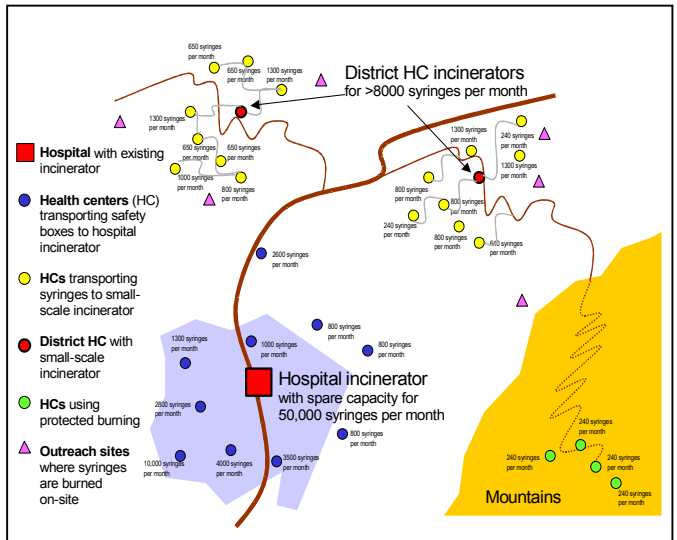 650 syringes
per month
650 syringes
per month
1300 syringes
per month
1300 syringes
per month
650 syringes
per month
650 syringes
per month
1000 syringes
per month
800 syringes
per month
District HC incinerators
for >8000 syringes per month
1300 syringes
per month
240 syringes
per month
1300 syringes
per month
800 syringes
per month
800 syringes
per month
240 syringes
per month
800 syringes
per month
640 syringes
per month
Hospital with existing
incinerator
Health centers (HC)
transporting safety
boxes to hospital
incinerator
HCs transporting
syringes to small-
scale incinerator
District HC with
small-scale
incinerator
HCs using
protected burning
Outreach sites
where syringes
are burned
on-site
2600 syringes
per month
1300 syringes
per month
1000 syringes
per month
800 syringes
per month
800 syringes
per month
Hospital incinerator
with spare capacity for
50,000 syringes per month
2800 syringes
per month
800 syringes
per month
10,000 syringes
per month
4000 syringes
per month
3500 syringes
per month
240 syringes
per month
240 syringes
per month
240 syringes
per month
240 syringes
per month
Mountains